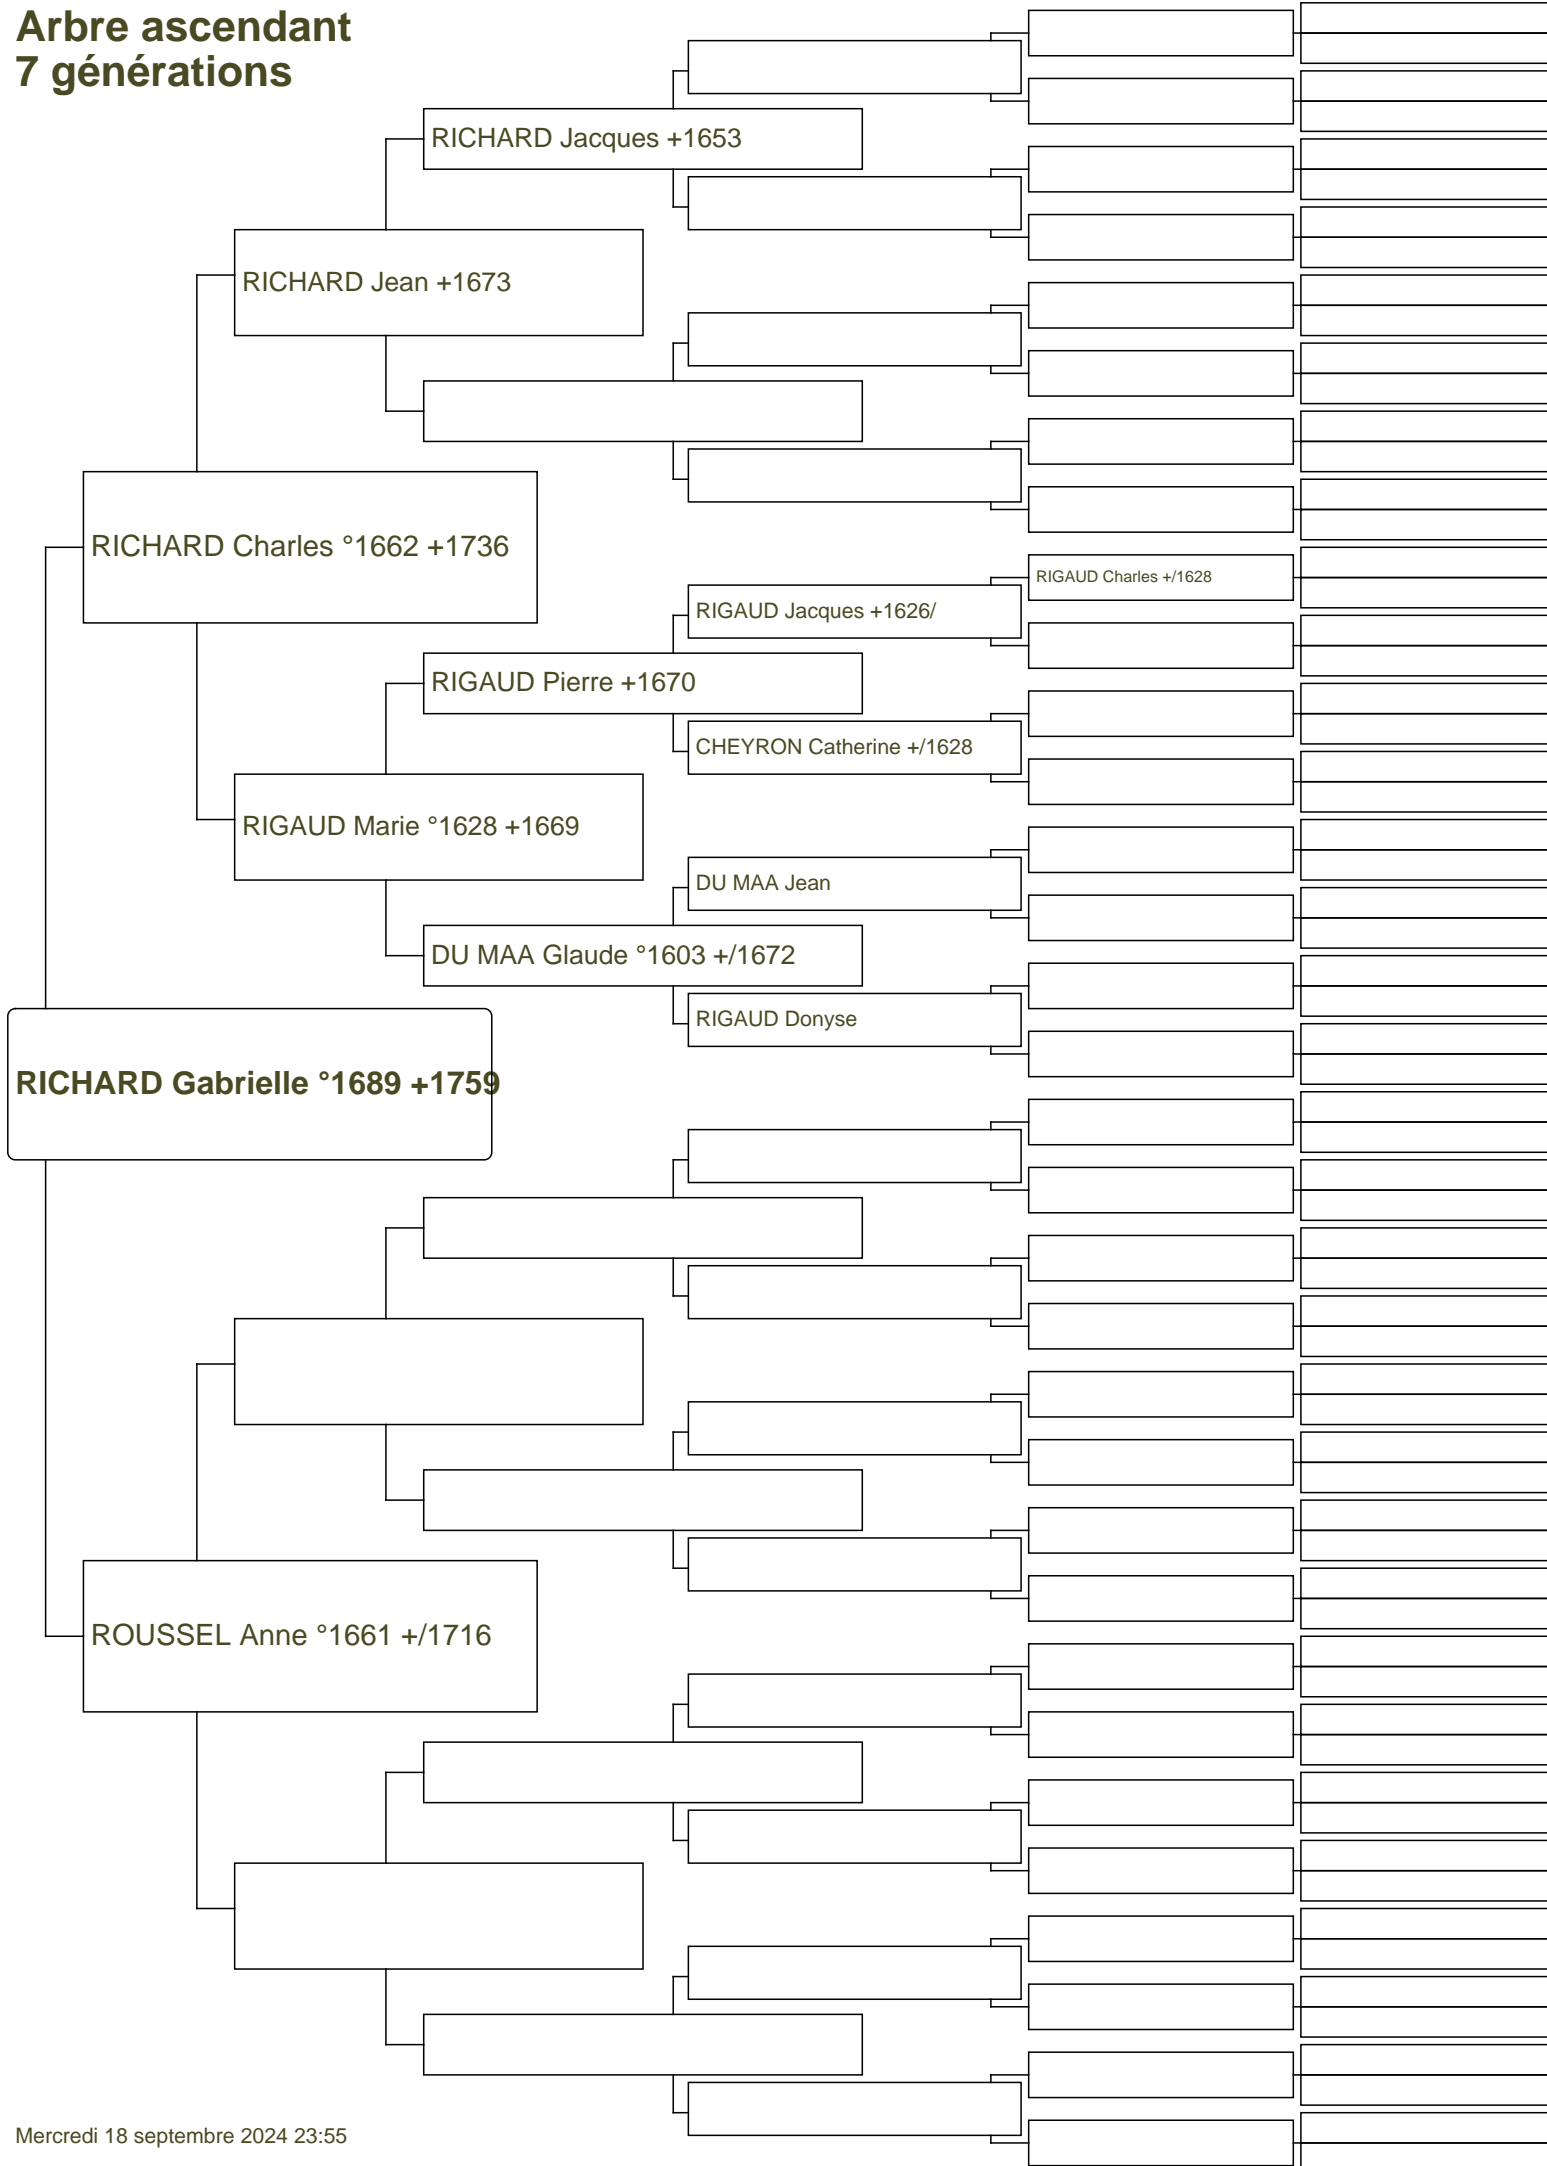 Arbre ascendant
7 générations
RICHARD Jacques +1653
RICHARD Jean +1673
RICHARD Charles °1662 +1736
RIGAUD Charles +/1628
RIGAUD Jacques +1626/
RIGAUD Pierre +1670
CHEYRON Catherine +/1628
RIGAUD Marie °1628 +1669
DU MAA Jean
DU MAA Glaude °1603 +/1672
RIGAUD Donyse
RICHARD Gabrielle °1689 +1759
ROUSSEL Anne °1661 +/1716
Mercredi 18 septembre 2024 23:55